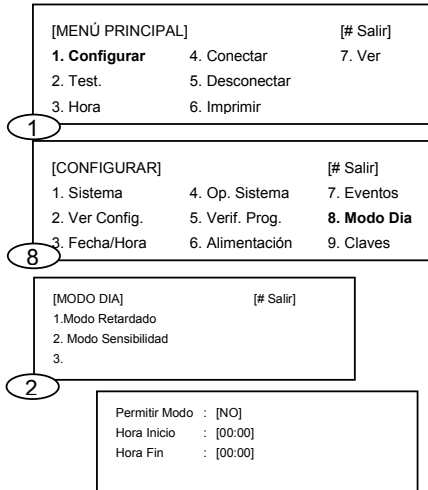 [MENÚ PRINCIPAL] [# Salir]
1. Configurar 4. Conectar 7. Ver
2. Test. 5. Desconectar
3. Hora 6. Imprimir
1
[CONFIGURAR] [# Salir]
1. Sistema 4. Op. Sistema 7. Eventos
2. Ver Config. 5. Verif. Prog. 8. Modo Dia
3. Fecha/Hora 6. Alimentación 9. Claves
8
[MODO DIA] [# Salir]
1.Modo Retardado
2. Modo Sensibilidad
3.
2
Permitir Modo : [NO]
Hora Inicio : [00:00]
Hora Fin : [00:00]